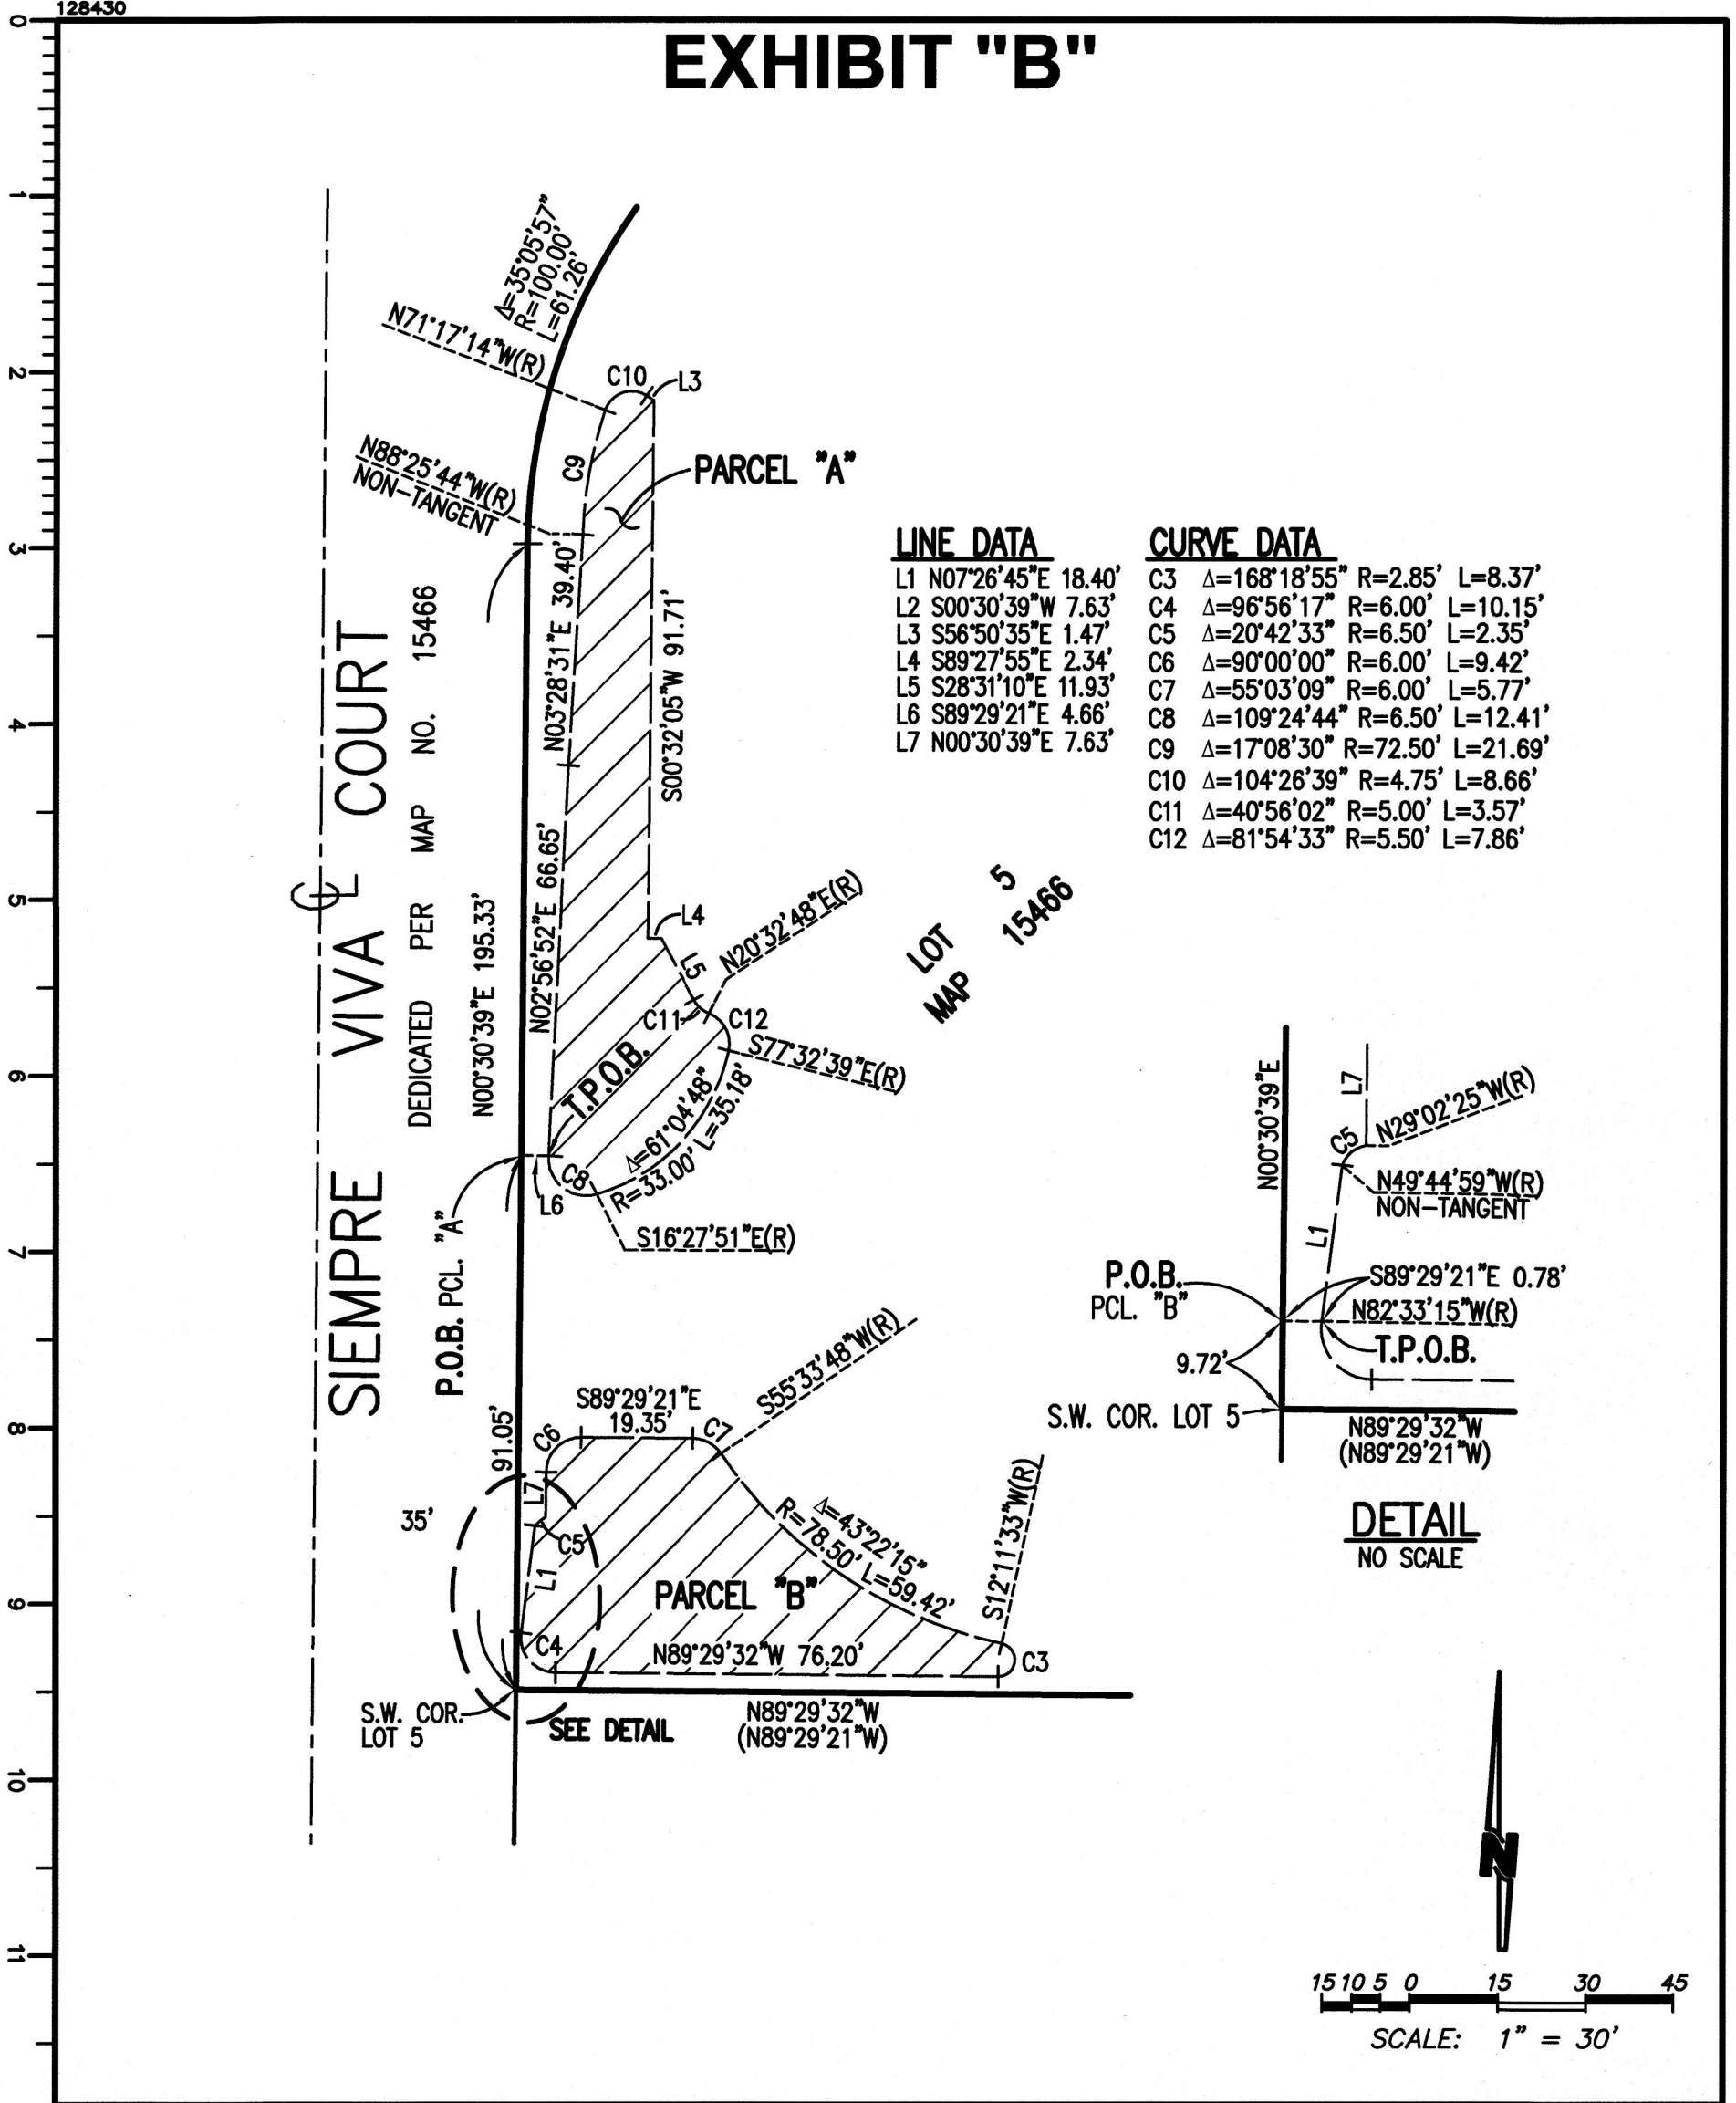 128430
EXHIBIT "B"
0
1
2
3
4
5
6
7
8
9
10
11
Δ=35°05'57"
R=100.00'
L=61.26'
N71°17'14"W(R)
C10
L3
N88°25'44"W(R)
NON-TANGENT
C9
PARCEL "A"
N03°28'31"E 39.40'
S00°32'05"W 91.71'
N02°56'52"E 66.65'
N00°30'39"E 195.33'
SIEMPRE VIVA COURT
DEDICATED PER MAP NO. 15466
CL
LINE DATA
L1 N07°26'45"E 18.40'
L2 S00°30'39"W 7.63'
L3 S56°50'35"E 1.47'
L4 S89°27'55"E 2.34'
L5 S28°31'10"E 11.93'
L6 S89°29'21"E 4.66'
L7 N00°30'39"E 7.63'
CURVE DATA
C3 Δ=168°18'55" R=2.85' L=8.37'
C4 Δ=96°56'17" R=6.00' L=10.15'
C5 Δ=20°42'33" R=6.50' L=2.35'
C6 Δ=90°00'00" R=6.00' L=9.42'
C7 Δ=55°03'09" R=6.00' L=5.77'
C8 Δ=109°24'44" R=6.50' L=12.41'
C9 Δ=17°08'30" R=72.50' L=21.69'
C10 Δ=104°26'39" R=4.75' L=8.66'
C11 Δ=40°56'02" R=5.00' L=3.57'
C12 Δ=81°54'33" R=5.50' L=7.86'
LOT 5
MAP 15466
L4
L5
N20°32'48"E(R)
C11
C12
S77°32'39"E(R)
T.P.O.B.
Δ=61°04'48"
R=33.00' L=35.18'
C8
L6
S16°27'51"E(R)
P.O.B. PCL. "A"
91.05'
S89°29'21"E
19.35'
C6
C7
S55°33'48"W(R)
L7
35'
C5
L1
Δ=43°22'15"
R=78.50' L=59.42'
S12°11'33"W(R)
PARCEL "B"
C4
N89°29'32"W 76.20'
C3
S.W. COR.
LOT 5
SEE DETAIL
N89°29'32"W
(N89°29'21"W)
N00°30'39"E
L7
C5
N29°02'25"W(R)
N49°44'59"W(R)
NON-TANGENT
L1
P.O.B.
PCL. "B"
S89°29'21"E 0.78'
N82°33'15"W(R)
T.P.O.B.
9.72'
S.W. COR. LOT 5
N89°29'32"W
(N89°29'21"W)
DETAIL
NO SCALE
N
15 10 5 0 15 30 45
SCALE: 1" = 30'